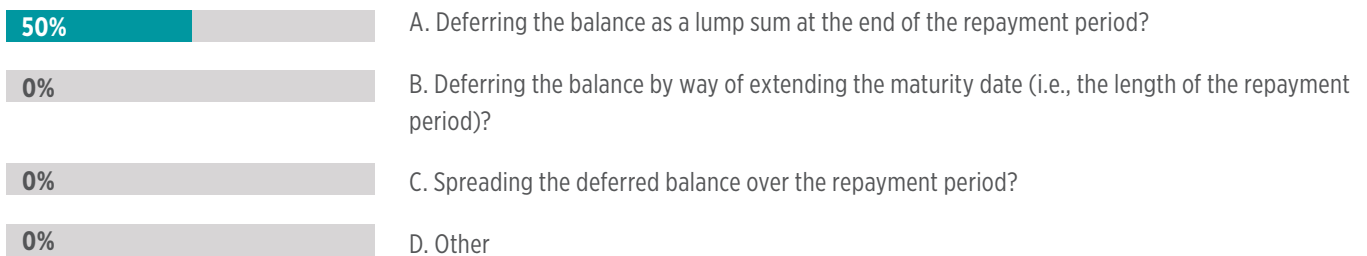 50% A. Deferring the balance as a lump sum at the end of the repayment period?
0% B. Deferring the balance by way of extending the maturity date (i.e., the length of the repayment
period)?
0% C. Spreading the deferred balance over the repayment period?
0% D. Other